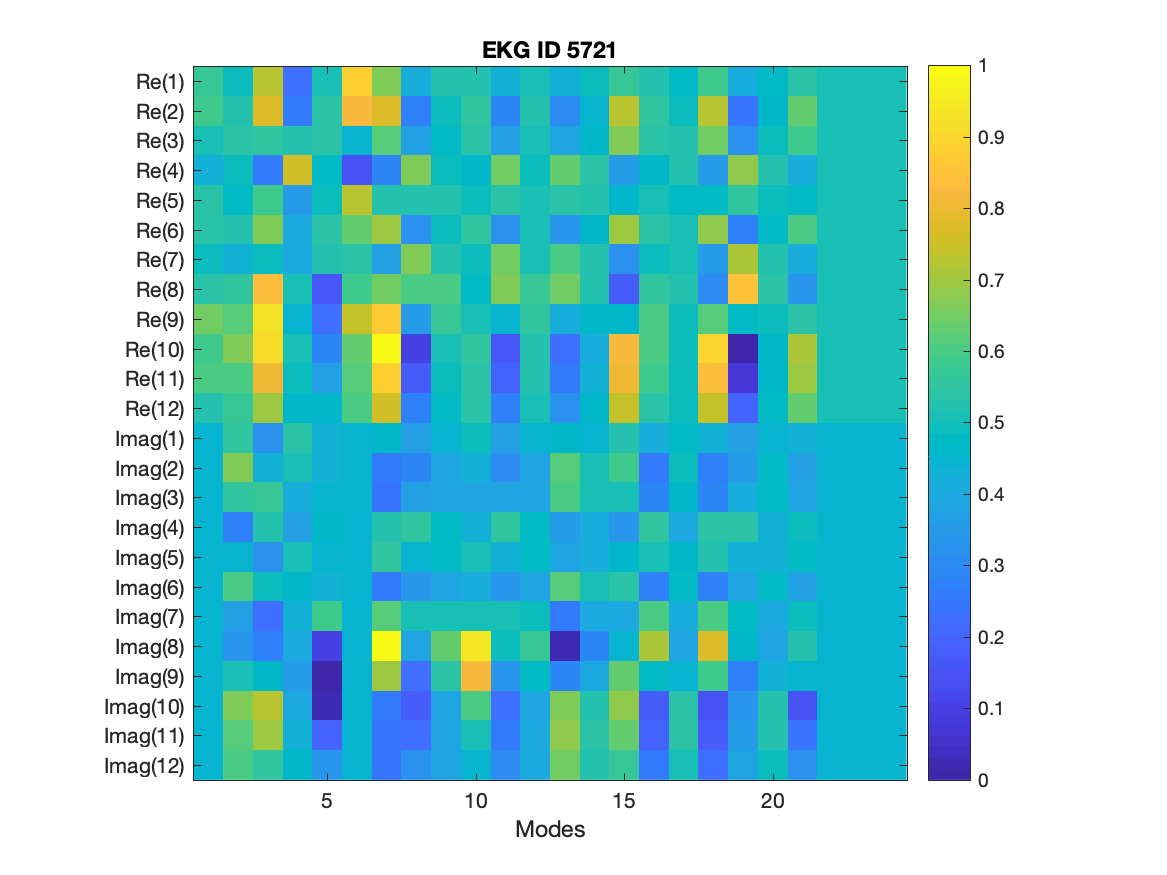 EKG ID 5721
Re(1)
Re(2)
Re(3)
Re(4)
Re(5)
Re(6)
Re(7)
Re(8)
Re(9)
Re(10)
Re(11)
Re(12)
Imag(1)
Imag(2)
Imag(3)
Imag(4)
Imag(5)
Imag(6)
Imag(7)
Imag(8)
Imag(9)
Imag(10)
Imag(11)
Imag(12)
5 10 15 20
Modes
1
0.9
0.8
0.7
0.6
0.5
0.4
0.3
0.2
0.1
0